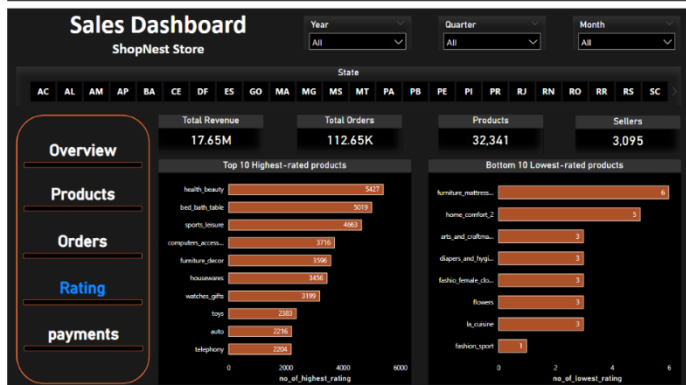 Sales Dashboard
ShopNest Store
Year
All
Quarter
All
Month
All
State
AC AL AM AP BA CE DF ES GO MA MG MS MT PA PB PE PI PR RJ RN RO RR RS SC
Overview
Products
Orders
Rating
payments
Total Revenue
17.65M
Total Orders
112.65K
Products
32,341
Sellers
3,095
Top 10 Highest-rated products
health_beauty 5427
bed_bath_table 5019
sports_leisure 4663
computers_access... 3716
furniture_decor 3598
housewares 3456
watches_gifts 3199
toys 2383
auto 2216
telephony 2204
0 2000 4000 6000
no_of_highest_rating
Bottom 10 Lowest-rated products
furniture_mattress... 6
home_comfort_2 5
arts_and_craftma... 3
diapers_and_hygi... 3
fashio_female_clo... 3
flowers 3
la_cuisine 3
fashion_sport 1
0 2 4 6
no_of_lowest_rating